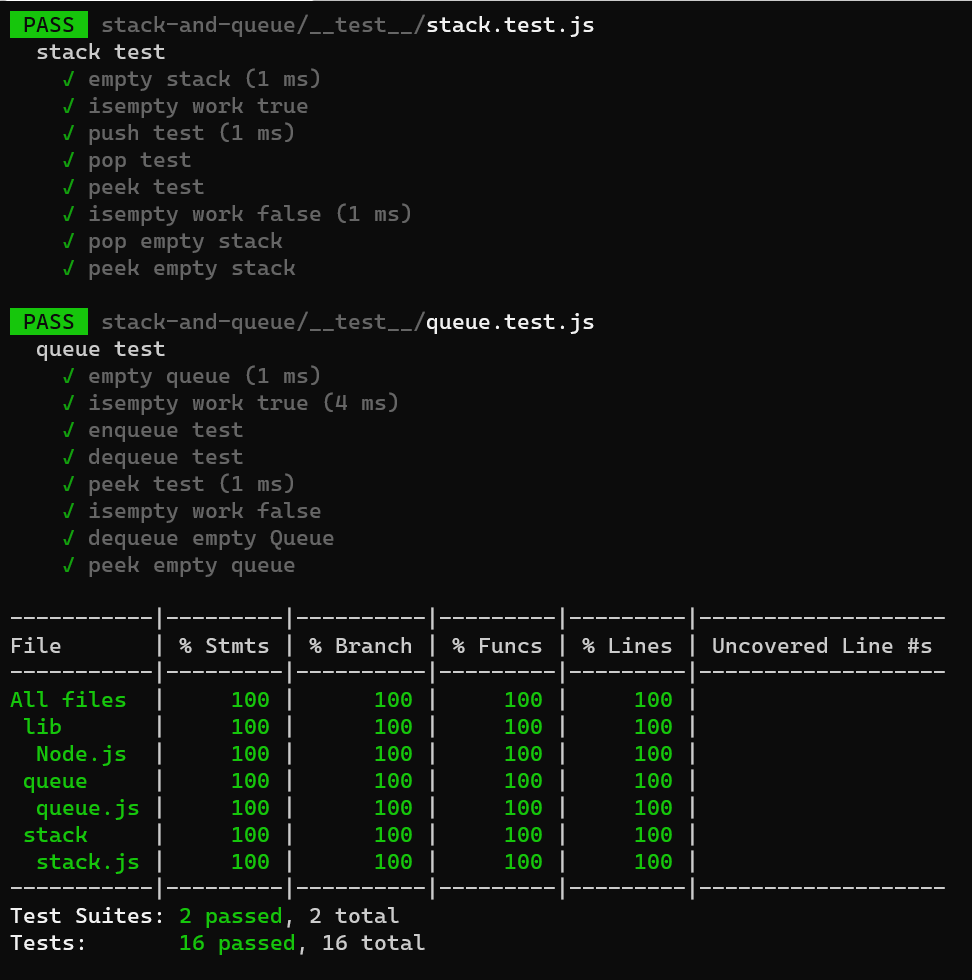 PASS stack-and-queue/__test__/stack.test.js
  stack test
    √ empty stack (1 ms)
    √ isempty work true
    √ push test (1 ms)
    √ pop test
    √ peek test
    √ isempty work false (1 ms)
    √ pop empty stack
    √ peek empty stack
PASS stack-and-queue/__test__/queue.test.js
  queue test
    √ empty queue (1 ms)
    √ isempty work true (4 ms)
    √ enqueue test
    √ dequeue test
    √ peek test (1 ms)
    √ isempty work false
    √ dequeue empty Queue
    √ peek empty queue
-----------|---------|----------|---------|---------|-------------------
File       | % Stmts | % Branch | % Funcs | % Lines | Uncovered Line #s
-----------|---------|----------|---------|---------|-------------------
All files  |     100 |      100 |     100 |     100 |
 lib       |     100 |      100 |     100 |     100 |
  Node.js  |     100 |      100 |     100 |     100 |
 queue     |     100 |      100 |     100 |     100 |
  queue.js |     100 |      100 |     100 |     100 |
 stack     |     100 |      100 |     100 |     100 |
  stack.js |     100 |      100 |     100 |     100 |
-----------|---------|----------|---------|---------|-------------------
Test Suites: 2 passed, 2 total
Tests:       16 passed, 16 total